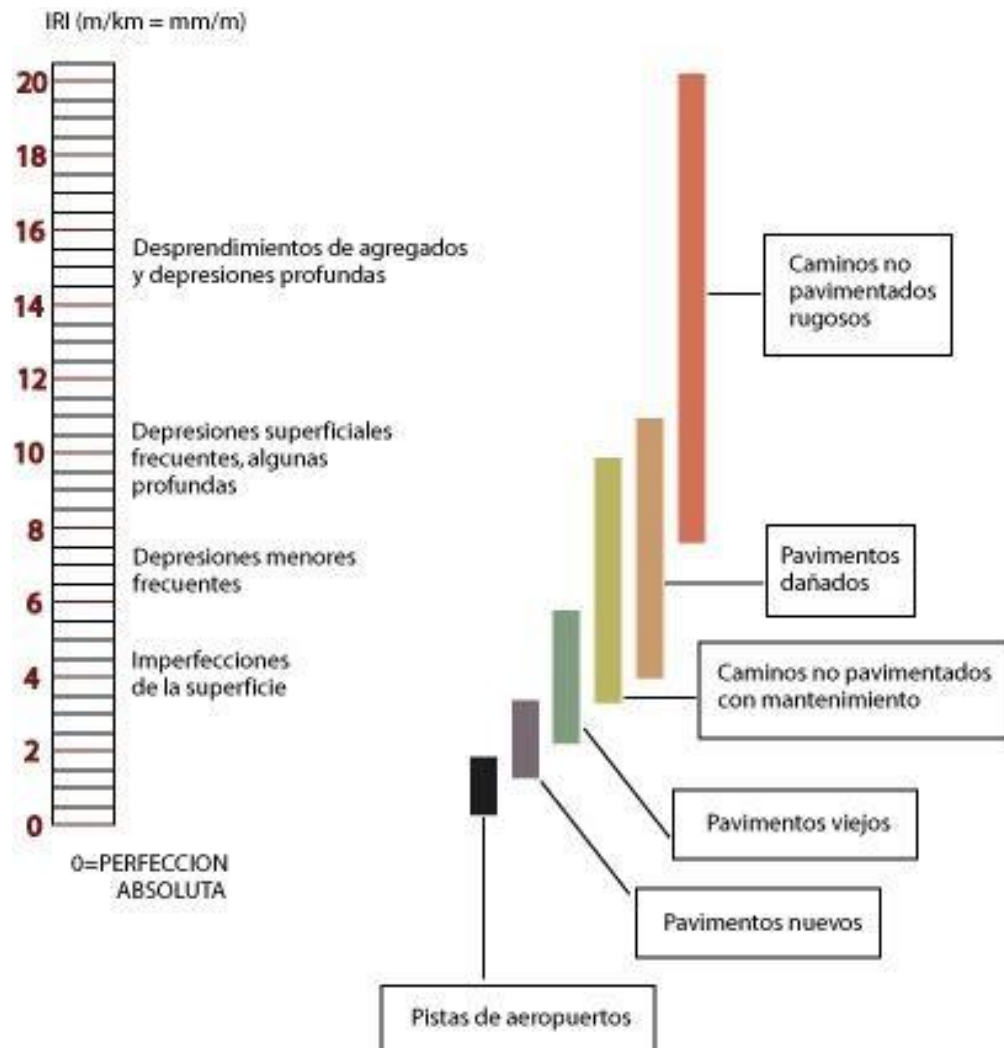 IRI (m/km = mm/m)
20
18
16
14
12
10
8
6
4
2
0
0=PERFECCION
ABSOLUTA
Desprendimientos de agregados
y depresiones profundas
Depresiones superficiales
frecuentes, algunas
profundas
Depresiones menores
frecuentes
Imperfecciones
de la superficie
Caminos no
pavimentados
rugosos
Pavimentos
dañados
Caminos no pavimentados
con mantenimiento
Pavimentos viejos
Pavimentos nuevos
Pistas de aeropuertos